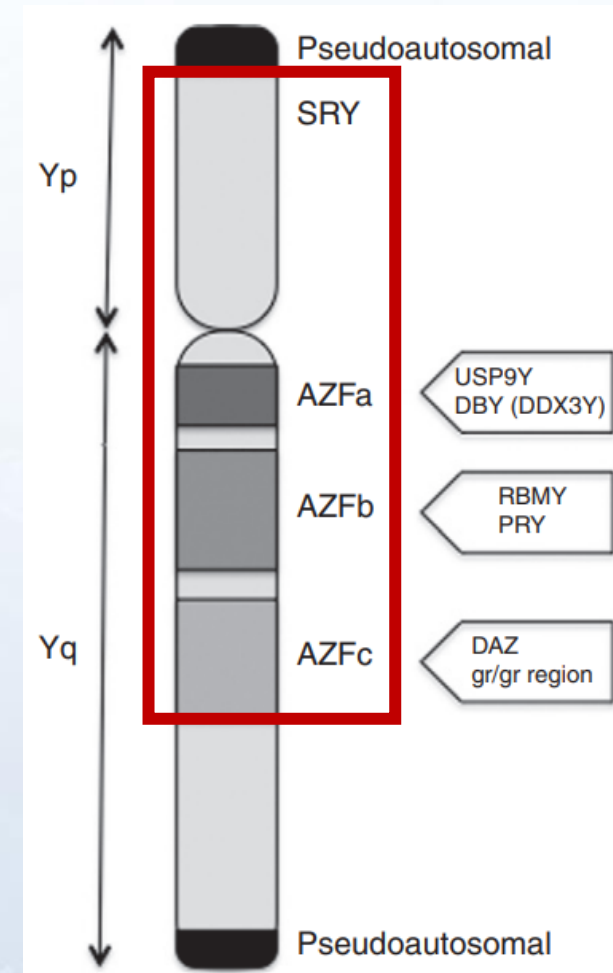 Pseudoautosomal
SRY
Yp
AZFa
USP9Y
DBY (DDX3Y)
AZFb
RBMY
PRY
Yq
AZFc
DAZ
gr/gr region
Pseudoautosomal